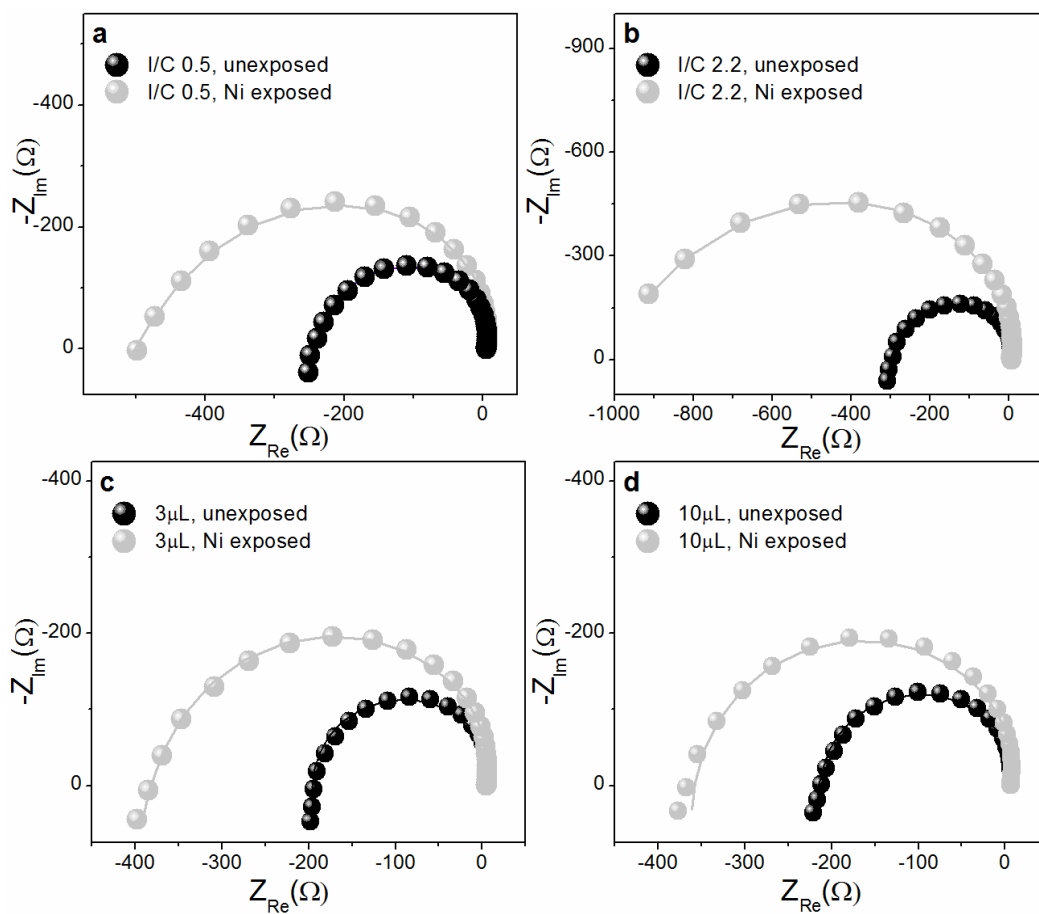 a
I/C 0.5, unexposed
I/C 0.5, Ni exposed
-400
-200
0
-Z_Im(Ω)
-400
-200
0
Z_Re(Ω)
b
I/C 2.2, unexposed
I/C 2.2, Ni exposed
-900
-600
-300
0
-Z_Im(Ω)
-1000
-800
-600
-400
-200
0
Z_Re(Ω)
c
3μL, unexposed
3μL, Ni exposed
-400
-200
0
-Z_Im(Ω)
-400
-300
-200
-100
0
Z_Re(Ω)
d
10μL, unexposed
10μL, Ni exposed
-400
-200
0
-Z_Im(Ω)
-400
-300
-200
-100
0
Z_Re(Ω)